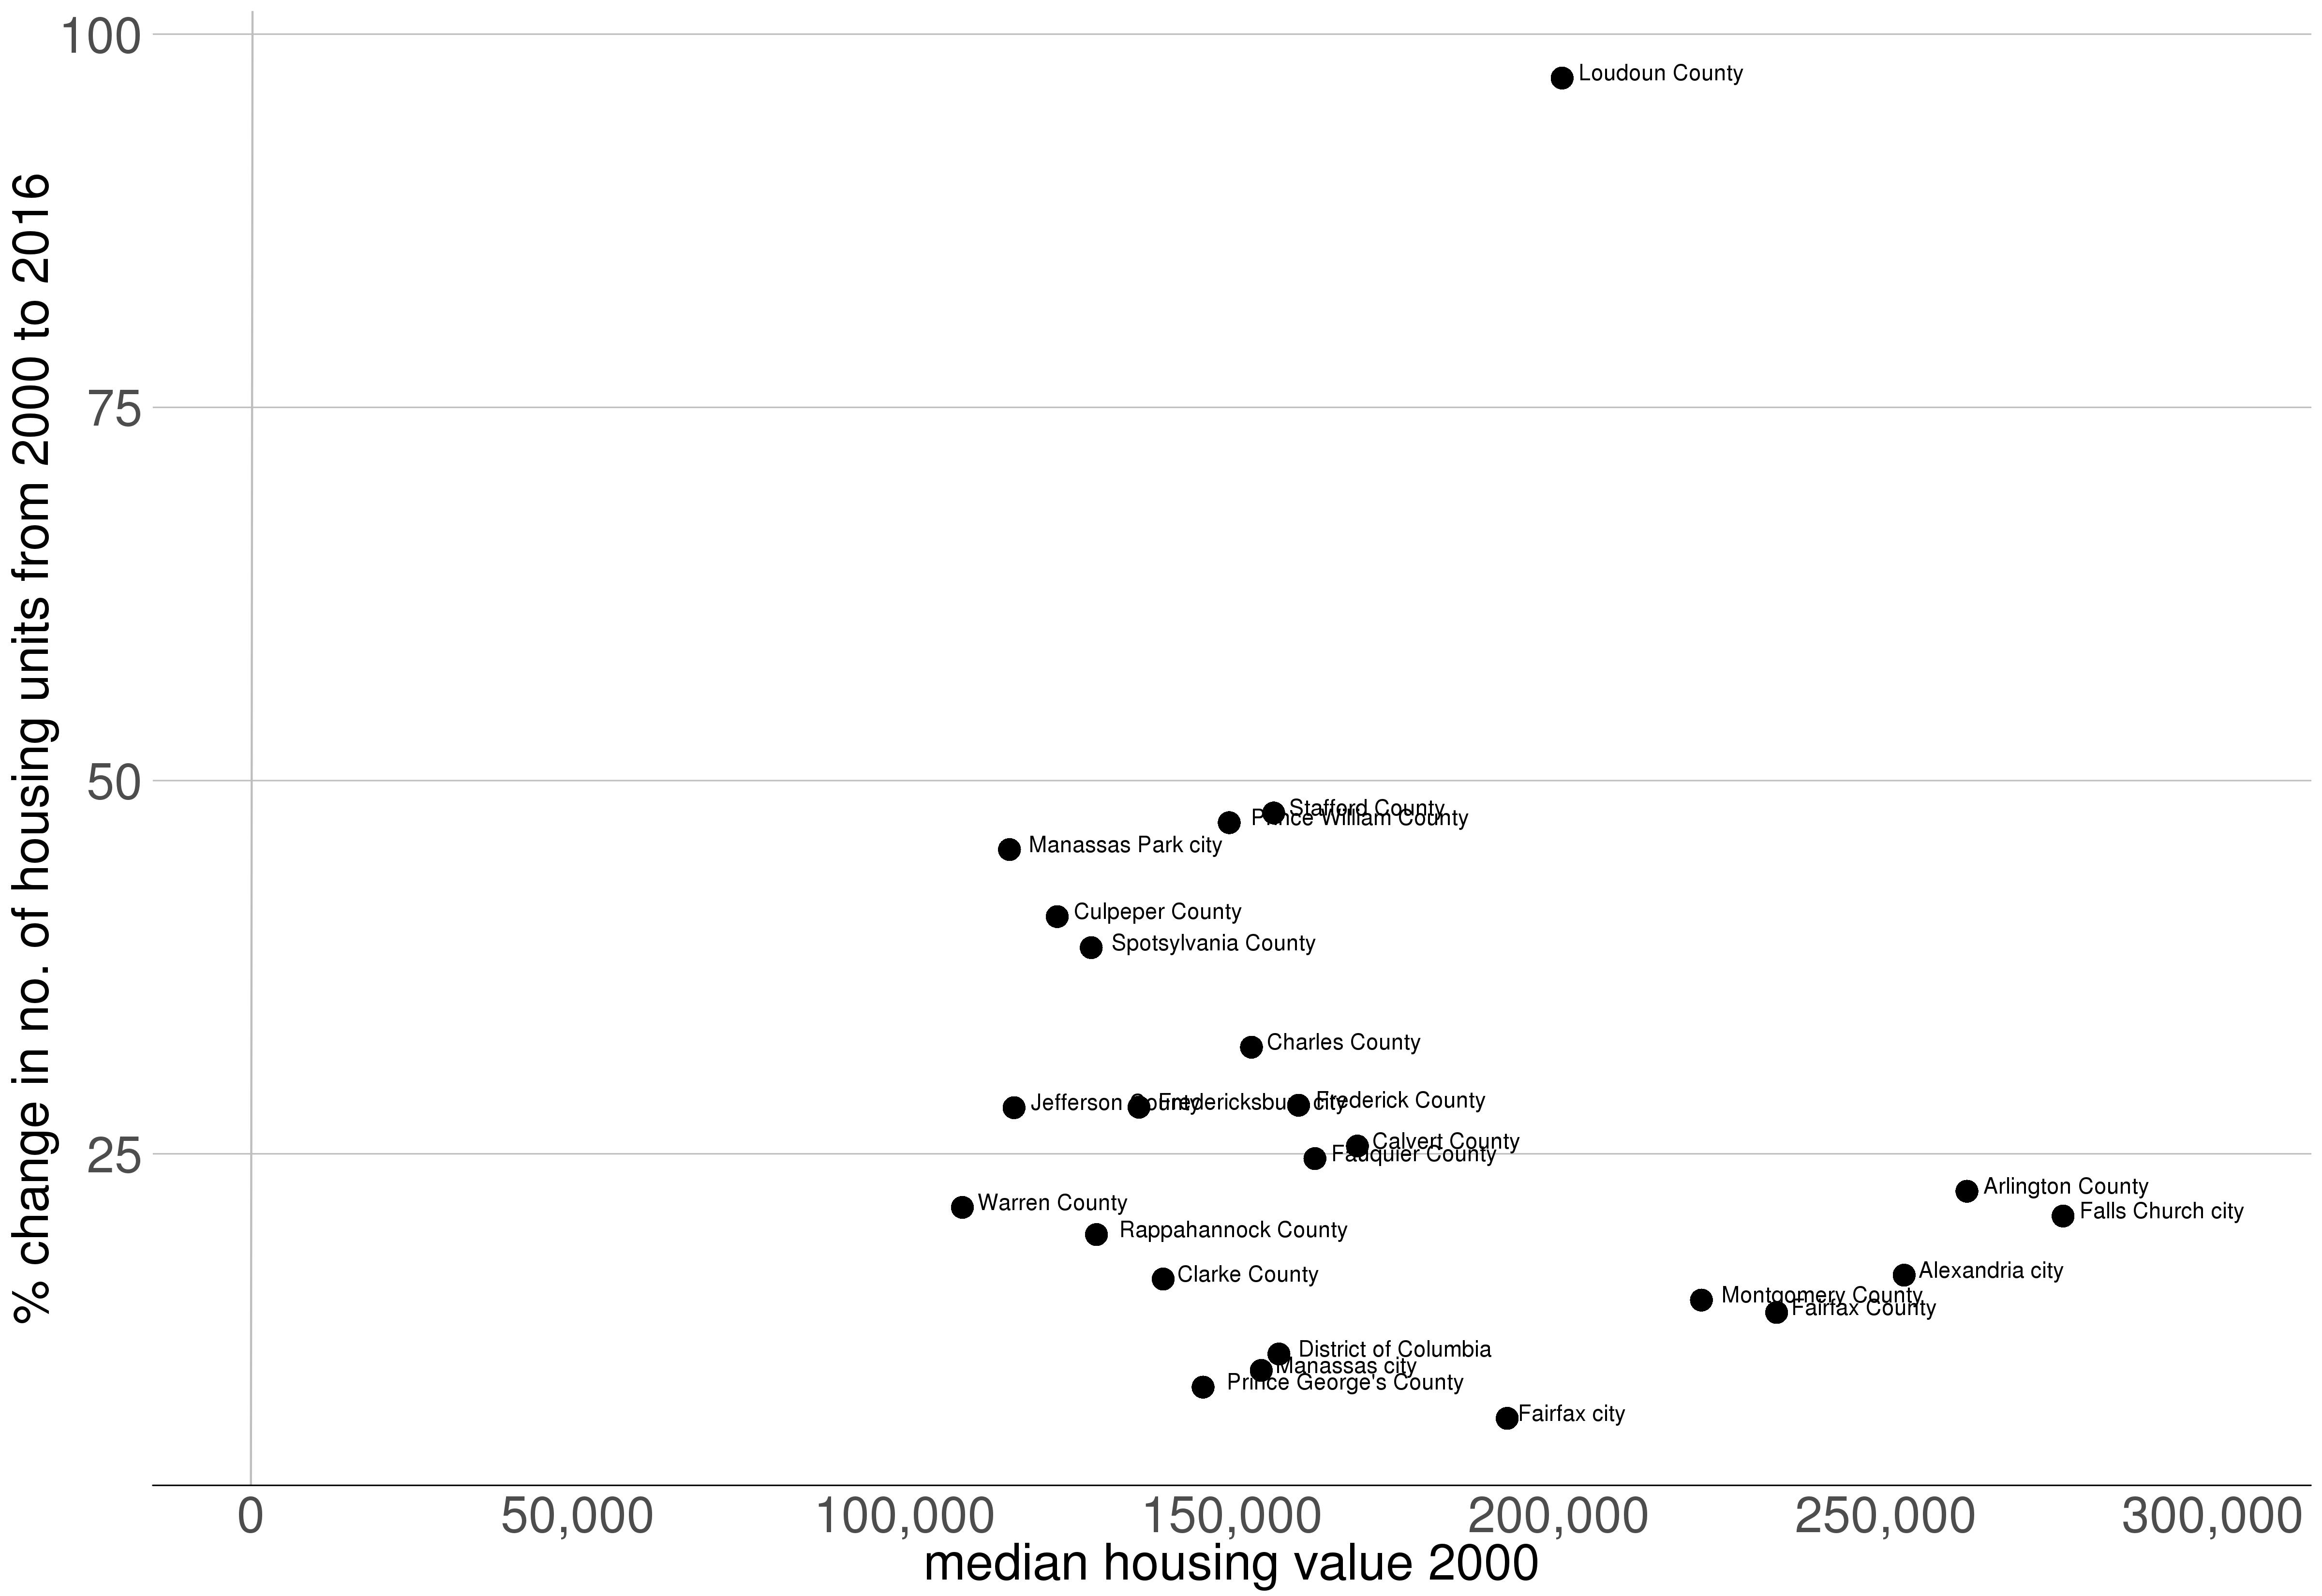 100
Loudoun County
75
50
Stafford County
Prince William County
Manassas Park city
Culpeper County
Spotsylvania County
Charles County
Frederick County
Jefferson County
Fredericksburg city
Calvert County
25
Fauquier County
Arlington County
Warren County
Falls Church city
Rappahannock County
Alexandria city
Clarke County
Montgomery County
Fairfax County
District of Columbia
Manassas city
Prince George's County
Fairfax city
0
50,000
100,000
150,000
200,000
250,000
300,000
median housing value 2000
% change in no. of housing units from 2000 to 2016